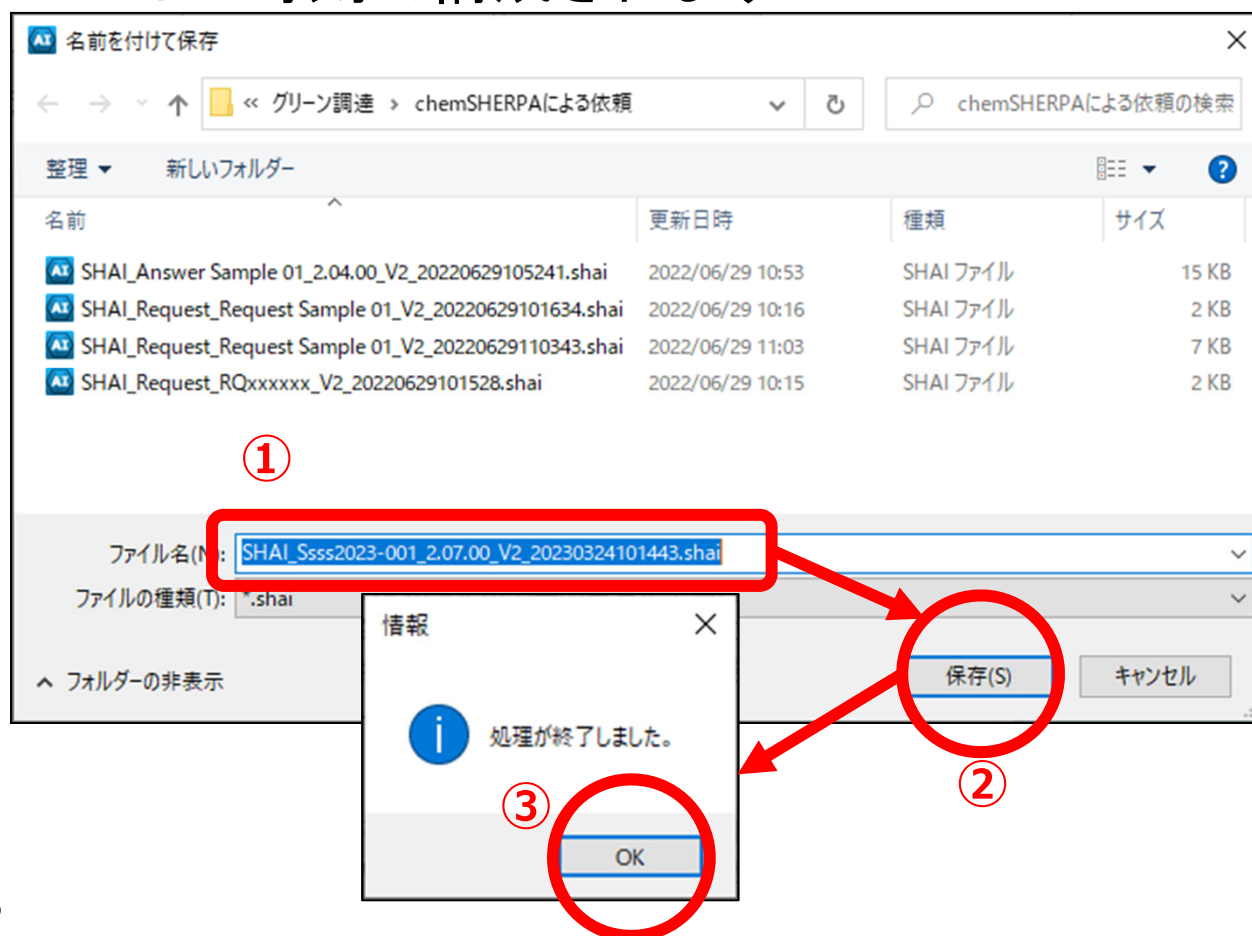 AI 名前を付けて保存
« グリーン調達 › chemSHERPAによる依頼
chemSHERPAによる依頼の検索
整理 新しいフォルダー ?
名前 更新日時 種類 サイズ
AI SHAI_Answer Sample 01_2.04.00_V2_20220629105241.shai 2022/06/29 10:53 SHAI ファイル 15 KB
AI SHAI_Request_Request Sample 01_V2_20220629101634.shai 2022/06/29 10:16 SHAI ファイル 2 KB
AI SHAI_Request_Request Sample 01_V2_20220629110343.shai 2022/06/29 11:03 SHAI ファイル 7 KB
AI SHAI_Request_RQxxxxxx_V2_20220629101528.shai 2022/06/29 10:15 SHAI ファイル 2 KB
①
ファイル名(N): SHAI_Ssss2023-001_2.07.00_V2_20230324101443.shai
ファイルの種類(T): *.shai
情報
フォルダーの非表示
保存(S) キャンセル
i 処理が終了しました。
②
③
OK